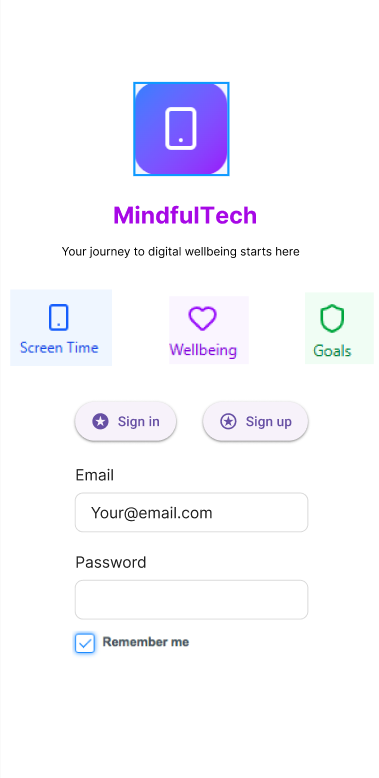 MindfulTech
Your journey to digital wellbeing starts here
Screen Time
Wellbeing
Goals
Sign in
Sign up
Email
Your@email.com
Password
Remember me